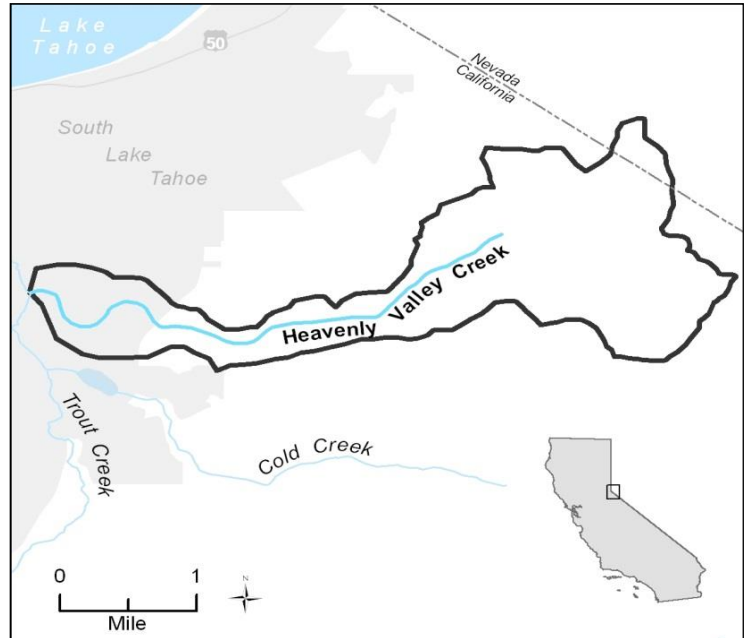 Lake
Tahoe
50
Nevada
California
South
Lake
Tahoe
Heavenly Valley Creek
Trout Creek
Cold Creek
0 1
Mile
N